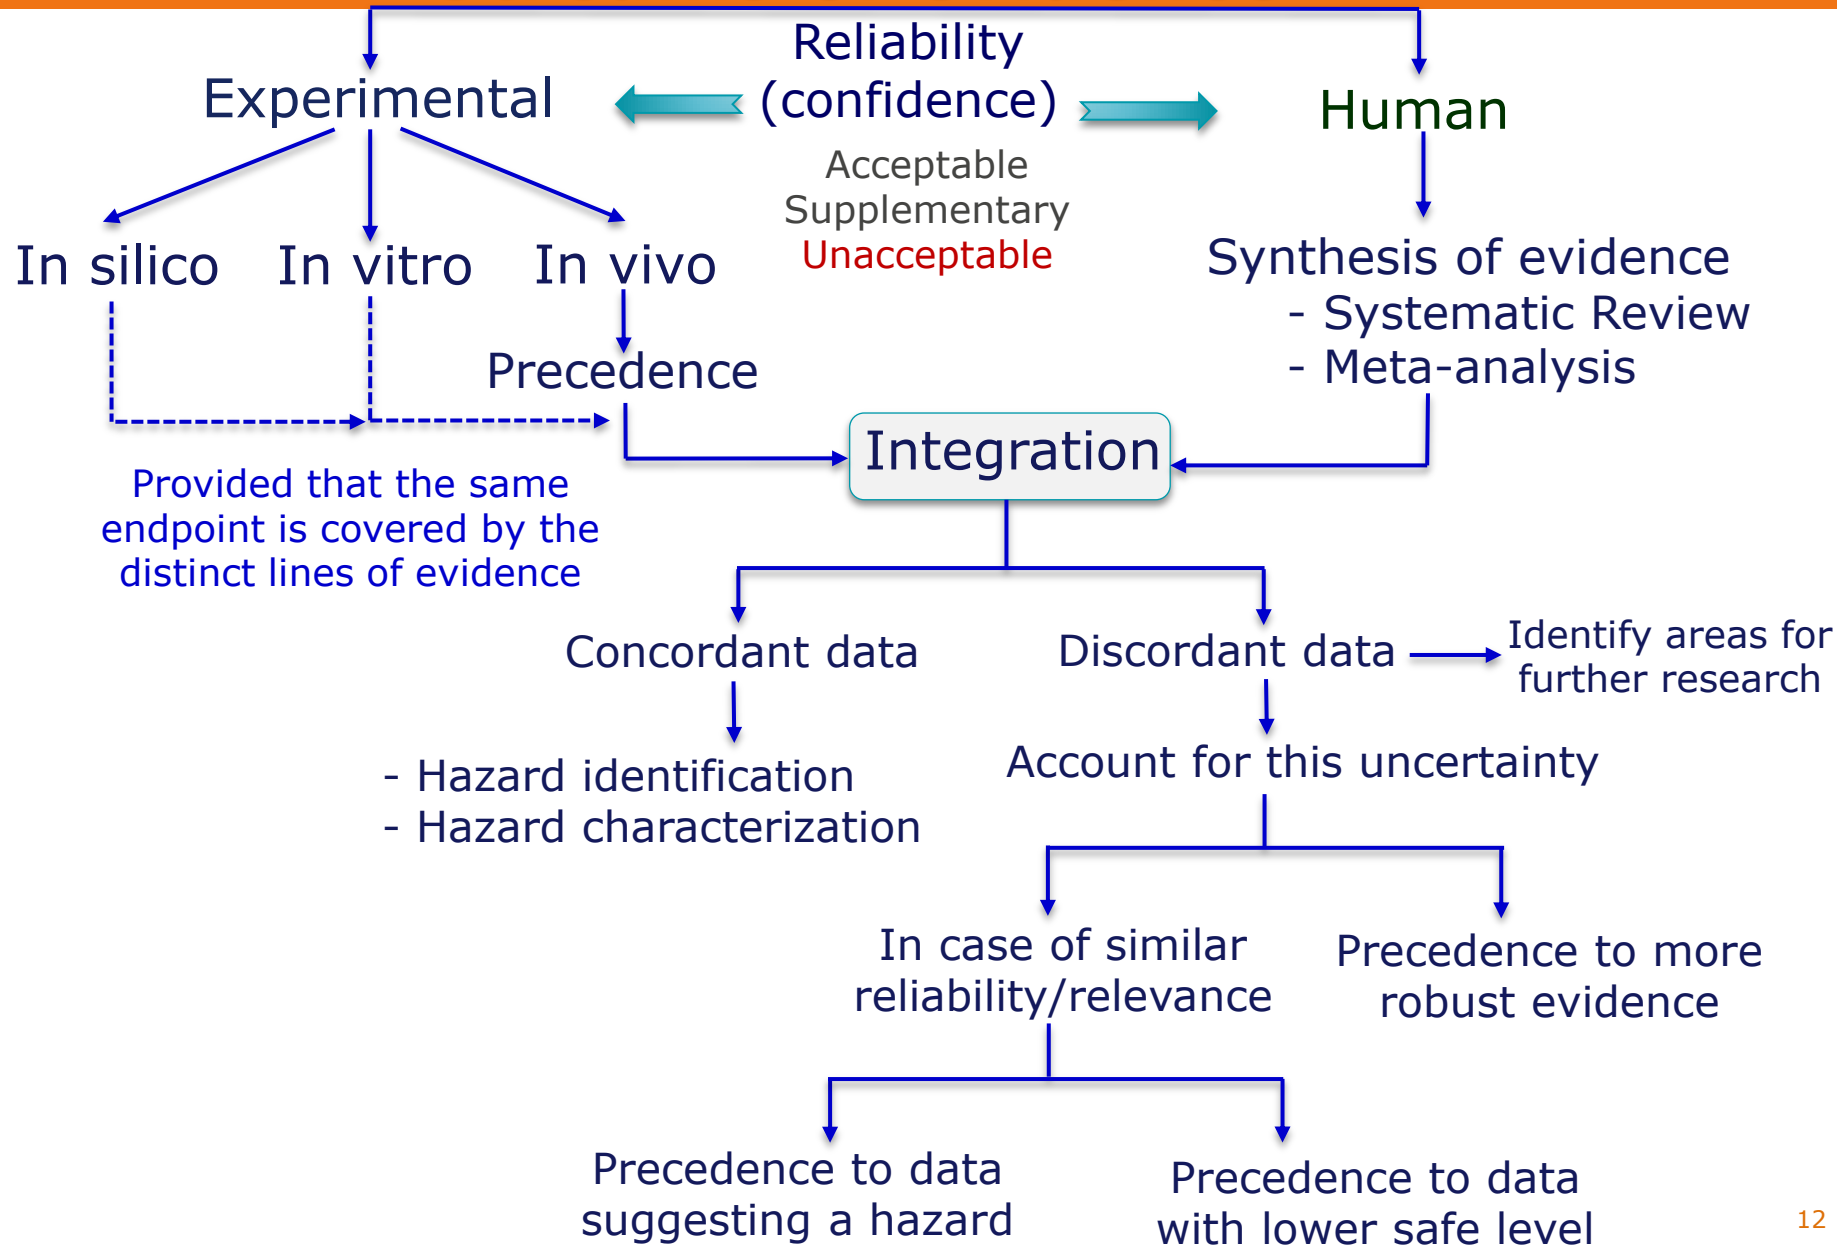 Reliability
(confidence)
Experimental
Human
Acceptable
Supplementary
Unacceptable
In silico
In vitro
In vivo
Synthesis of evidence
- Systematic Review
- Meta-analysis
Precedence
Integration
Provided that the same
endpoint is covered by the
distinct lines of evidence
Concordant data
Discordant data
Identify areas for
further research
- Hazard identification
- Hazard characterization
Account for this uncertainty
In case of similar
reliability/relevance
Precedence to more
robust evidence
Precedence to data
suggesting a hazard
Precedence to data
with lower safe level
12